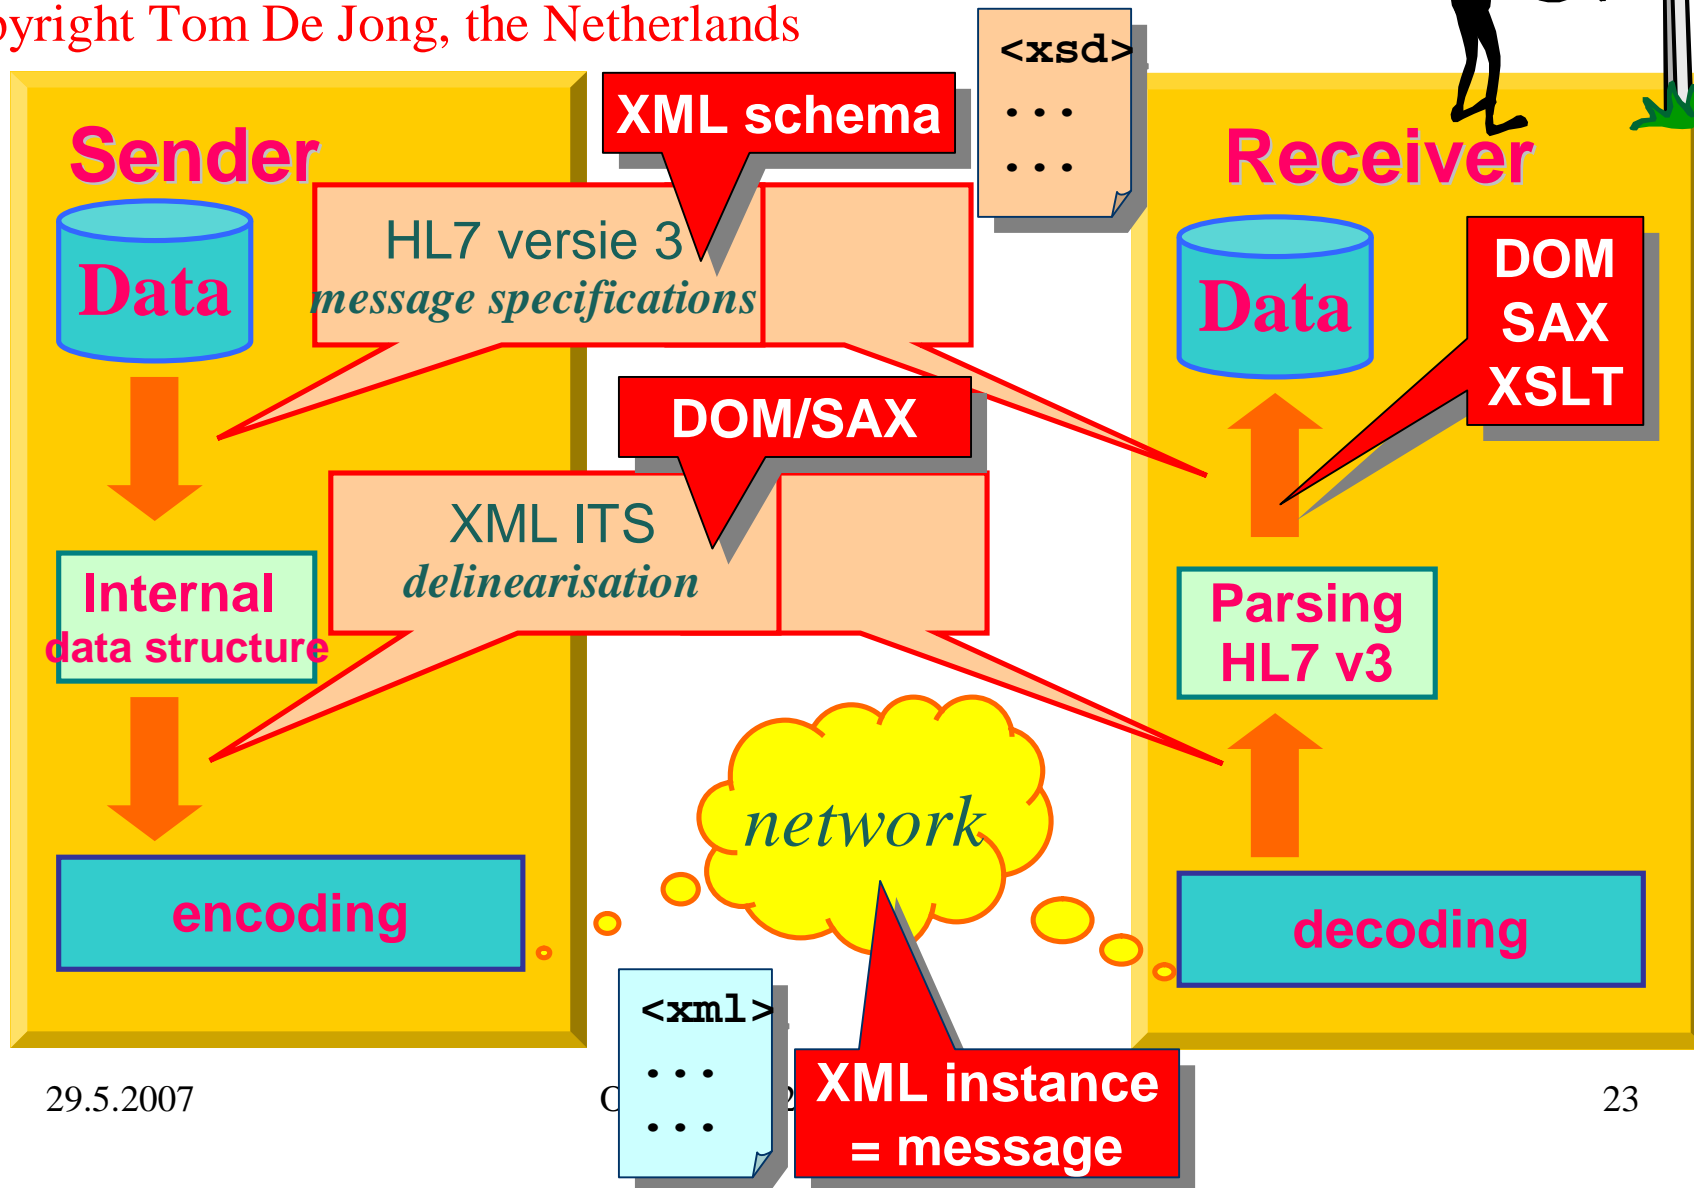 pyright Tom De Jong, the Netherlands
<xsd>
...
...
XML schema
Sender
Receiver
Data
HL7 versie 3
message specifications
Data
DOM
SAX
XSLT
DOM/SAX
XML ITS
delinearisation
Internal
data structure
Parsing
HL7 v3
network
encoding
decoding
<xml>
...
...
XML instance
= message
29.5.2007
23